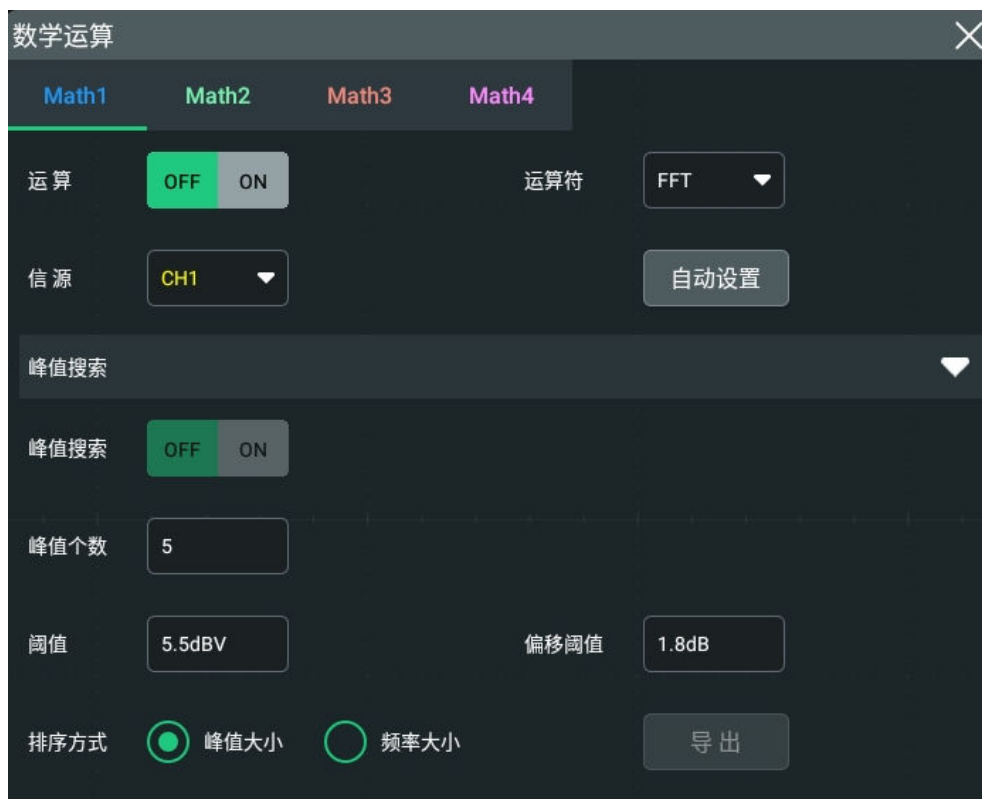 数学运算
Math1 Math2 Math3 Math4
运算 OFF ON 运算符 FFT
信源 CH1 自动设置
峰值搜索
峰值搜索 OFF ON
峰值个数 5
阈值 5.5dBV 偏移阈值 1.8dB
排序方式 峰值大小 频率大小 导出